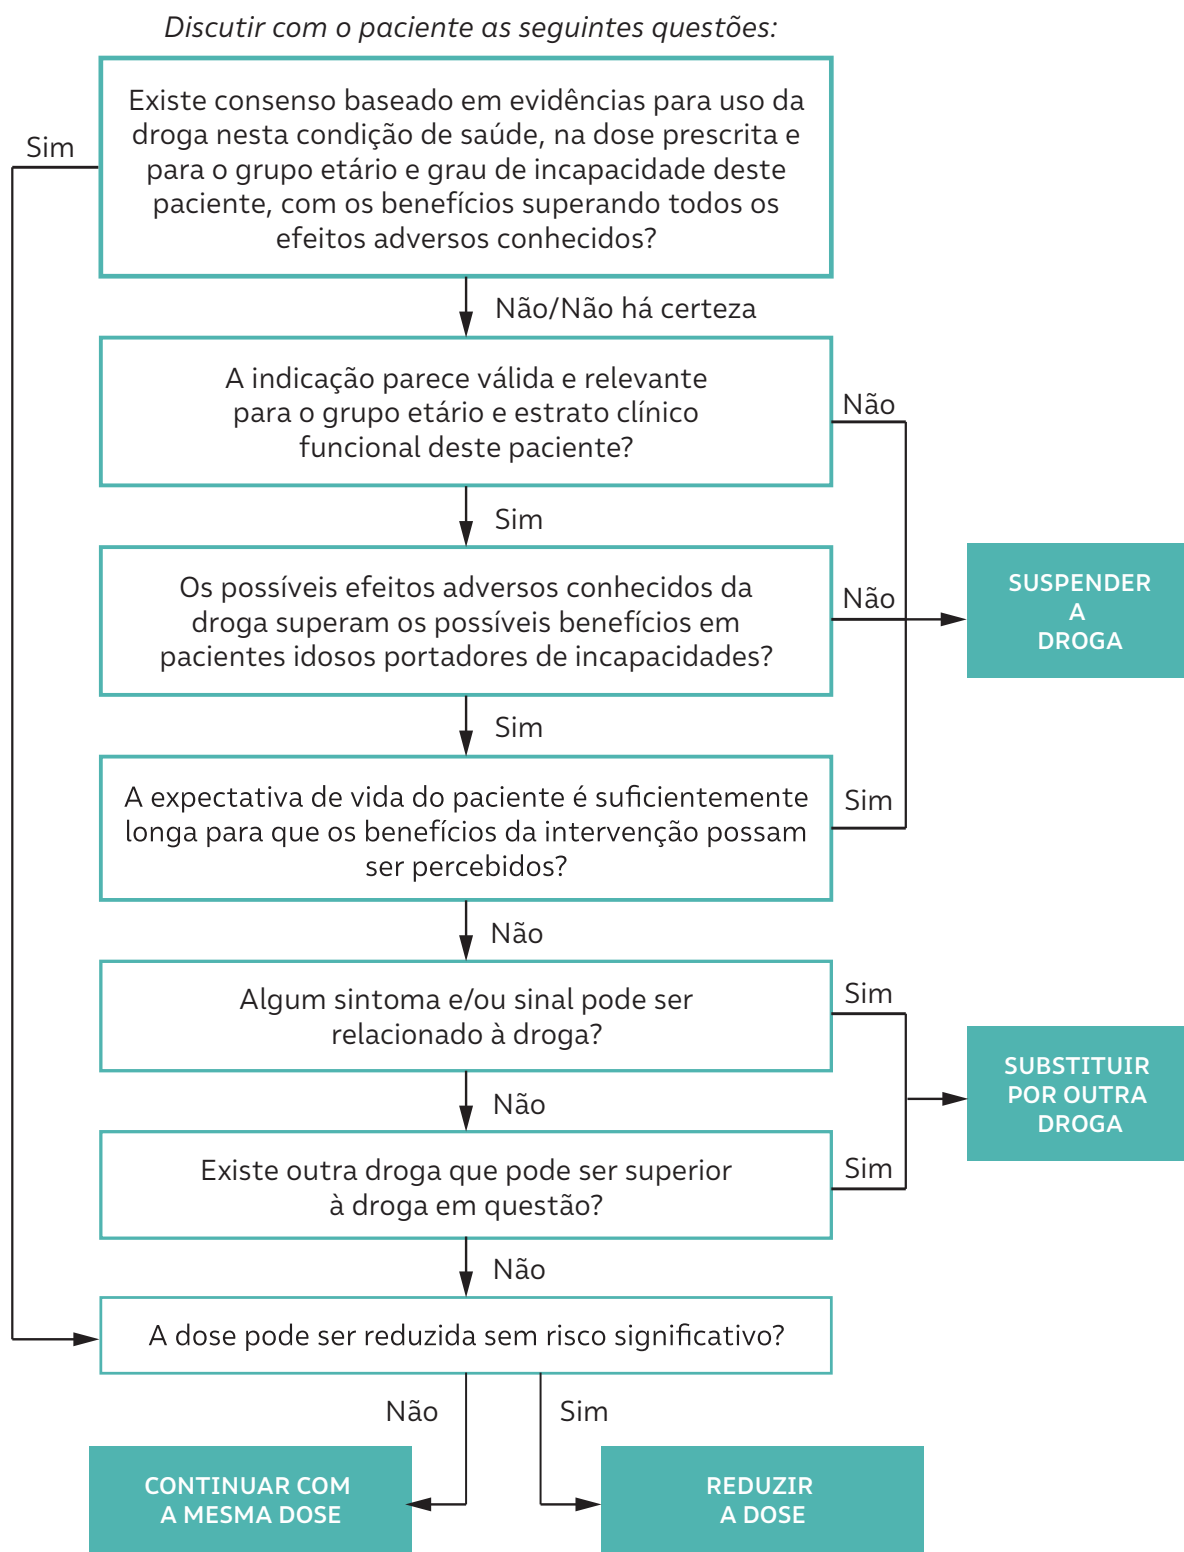 Discutir com o paciente as seguintes questões:
Existe consenso baseado em evidências para uso da
droga nesta condição de saúde, na dose prescrita e
para o grupo etário e grau de incapacidade deste
paciente, com os benefícios superando todos os
efeitos adversos conhecidos?
Sim
Não/Não há certeza
A indicação parece válida e relevante
para o grupo etário e estrato clínico
funcional deste paciente?
Não
Sim
Os possíveis efeitos adversos conhecidos da
droga superam os possíveis benefícios em
pacientes idosos portadores de incapacidades?
Não
SUSPENDER
A
DROGA
Sim
A expectativa de vida do paciente é suficientemente
longa para que os benefícios da intervenção possam
ser percebidos?
Sim
Não
Algum sintoma e/ou sinal pode ser
relacionado à droga?
Sim
SUBSTITUIR
POR OUTRA
DROGA
Não
Existe outra droga que pode ser superior
à droga em questão?
Sim
Não
A dose pode ser reduzida sem risco significativo?
Não
Sim
CONTINUAR COM
A MESMA DOSE
REDUZIR
A DOSE